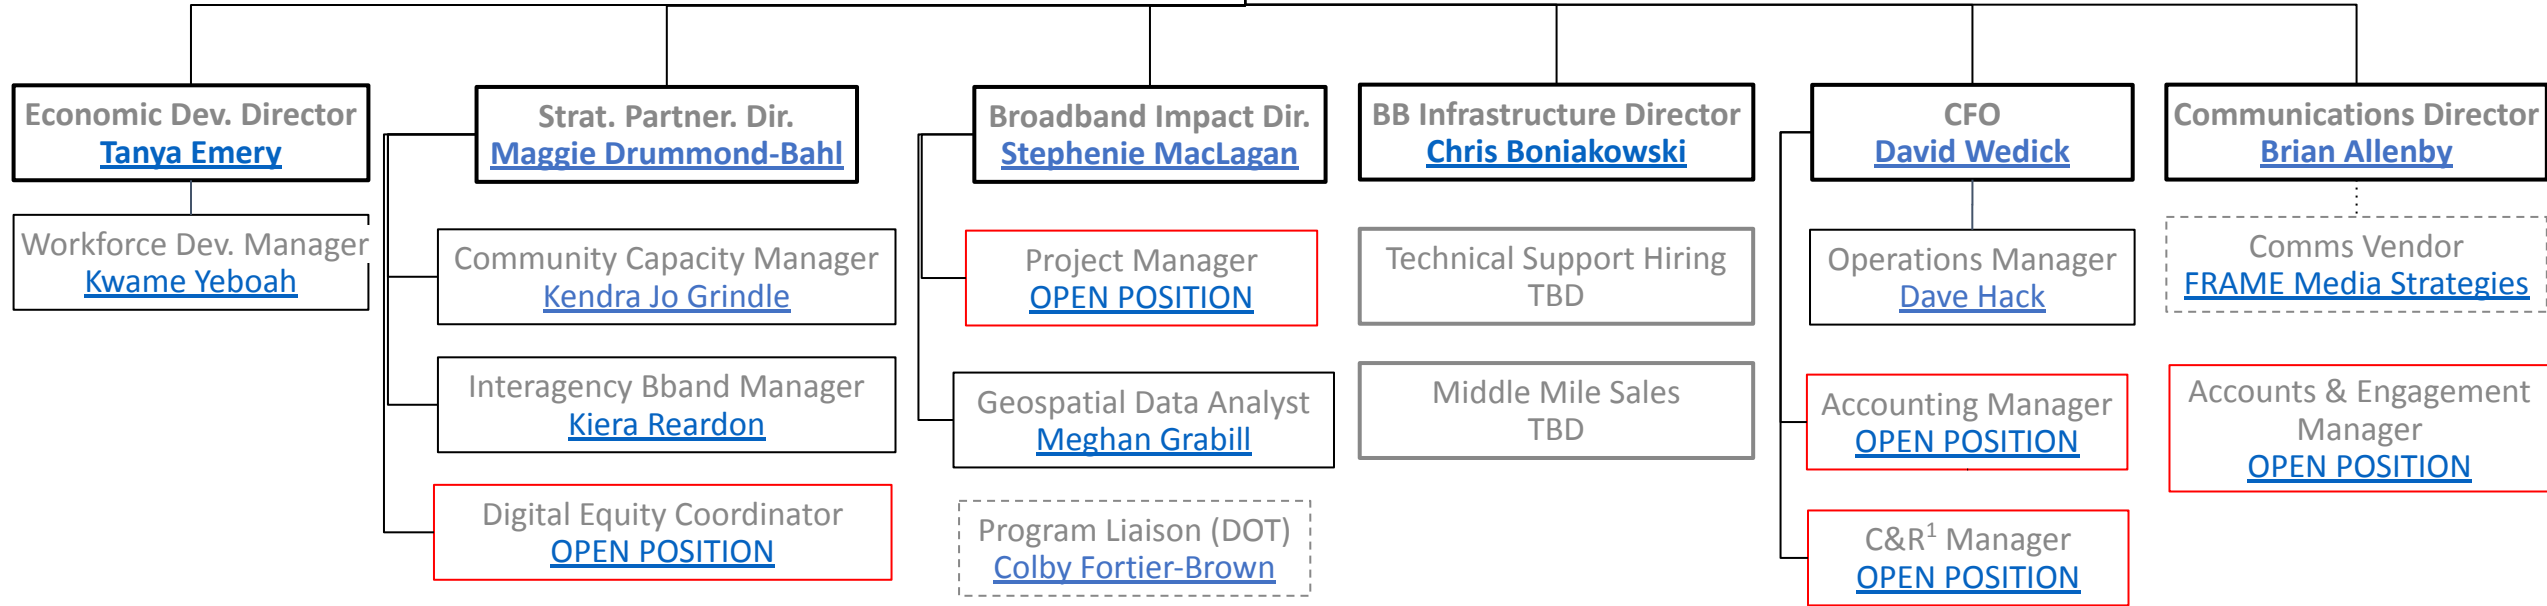 Economic Dev. Director
Tanya Emery
Workforce Dev. Manager
Kwame Yeboah
Strat. Partner. Dir.
Maggie Drummond-Bahl
Community Capacity Manager
Kendra Jo Grindle
Interagency Bband Manager
Kiera Reardon
Digital Equity Coordinator
OPEN POSITION
Broadband Impact Dir.
Stephenie MacLagan
Project Manager
OPEN POSITION
Geospatial Data Analyst
Meghan Grabill
Program Liaison (DOT)
Colby Fortier-Brown
BB Infrastructure Director
Chris Boniakowski
Technical Support Hiring
TBD
Middle Mile Sales
TBD
CFO
David Wedick
Operations Manager
Dave Hack
Accounting Manager
OPEN POSITION
C&R¹ Manager
OPEN POSITION
Communications Director
Brian Allenby
Comms Vendor
FRAME Media Strategies
Accounts & Engagement
Manager
OPEN POSITION